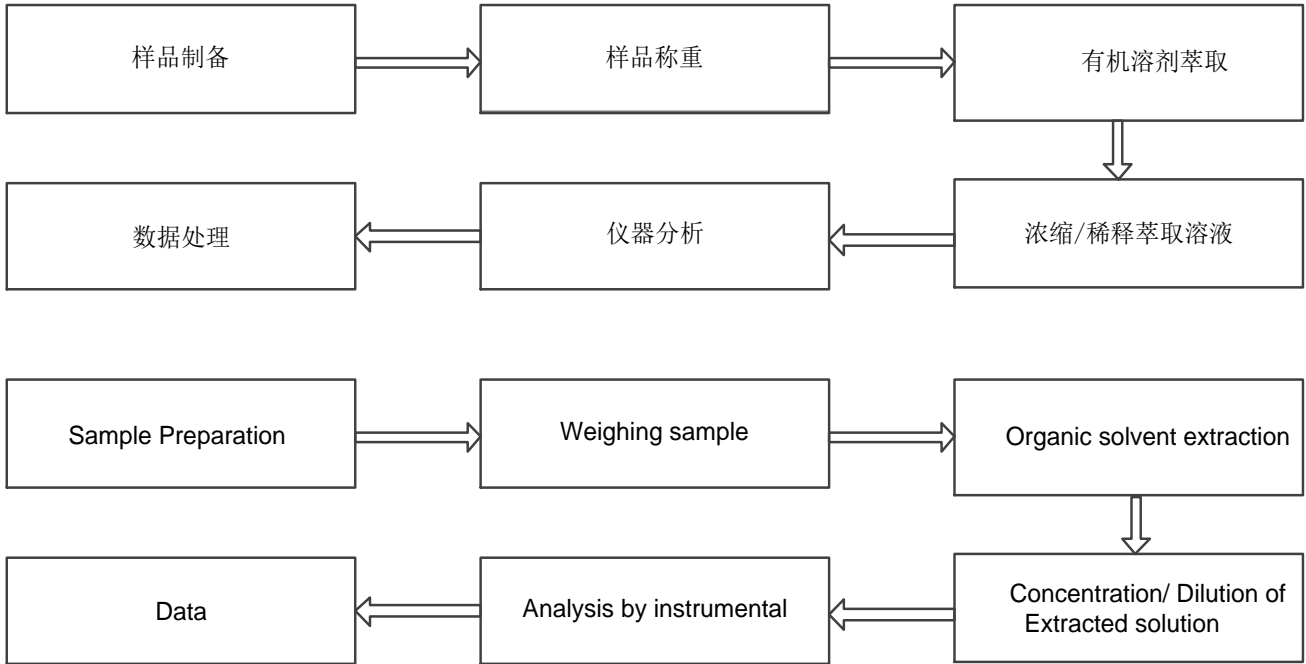 样品制备
样品称重
有机溶剂萃取
数据处理
仪器分析
浓缩/稀释萃取溶液
Sample Preparation
Weighing sample
Organic solvent extraction
Data
Analysis by instrumental
Concentration/ Dilution of
Extracted solution